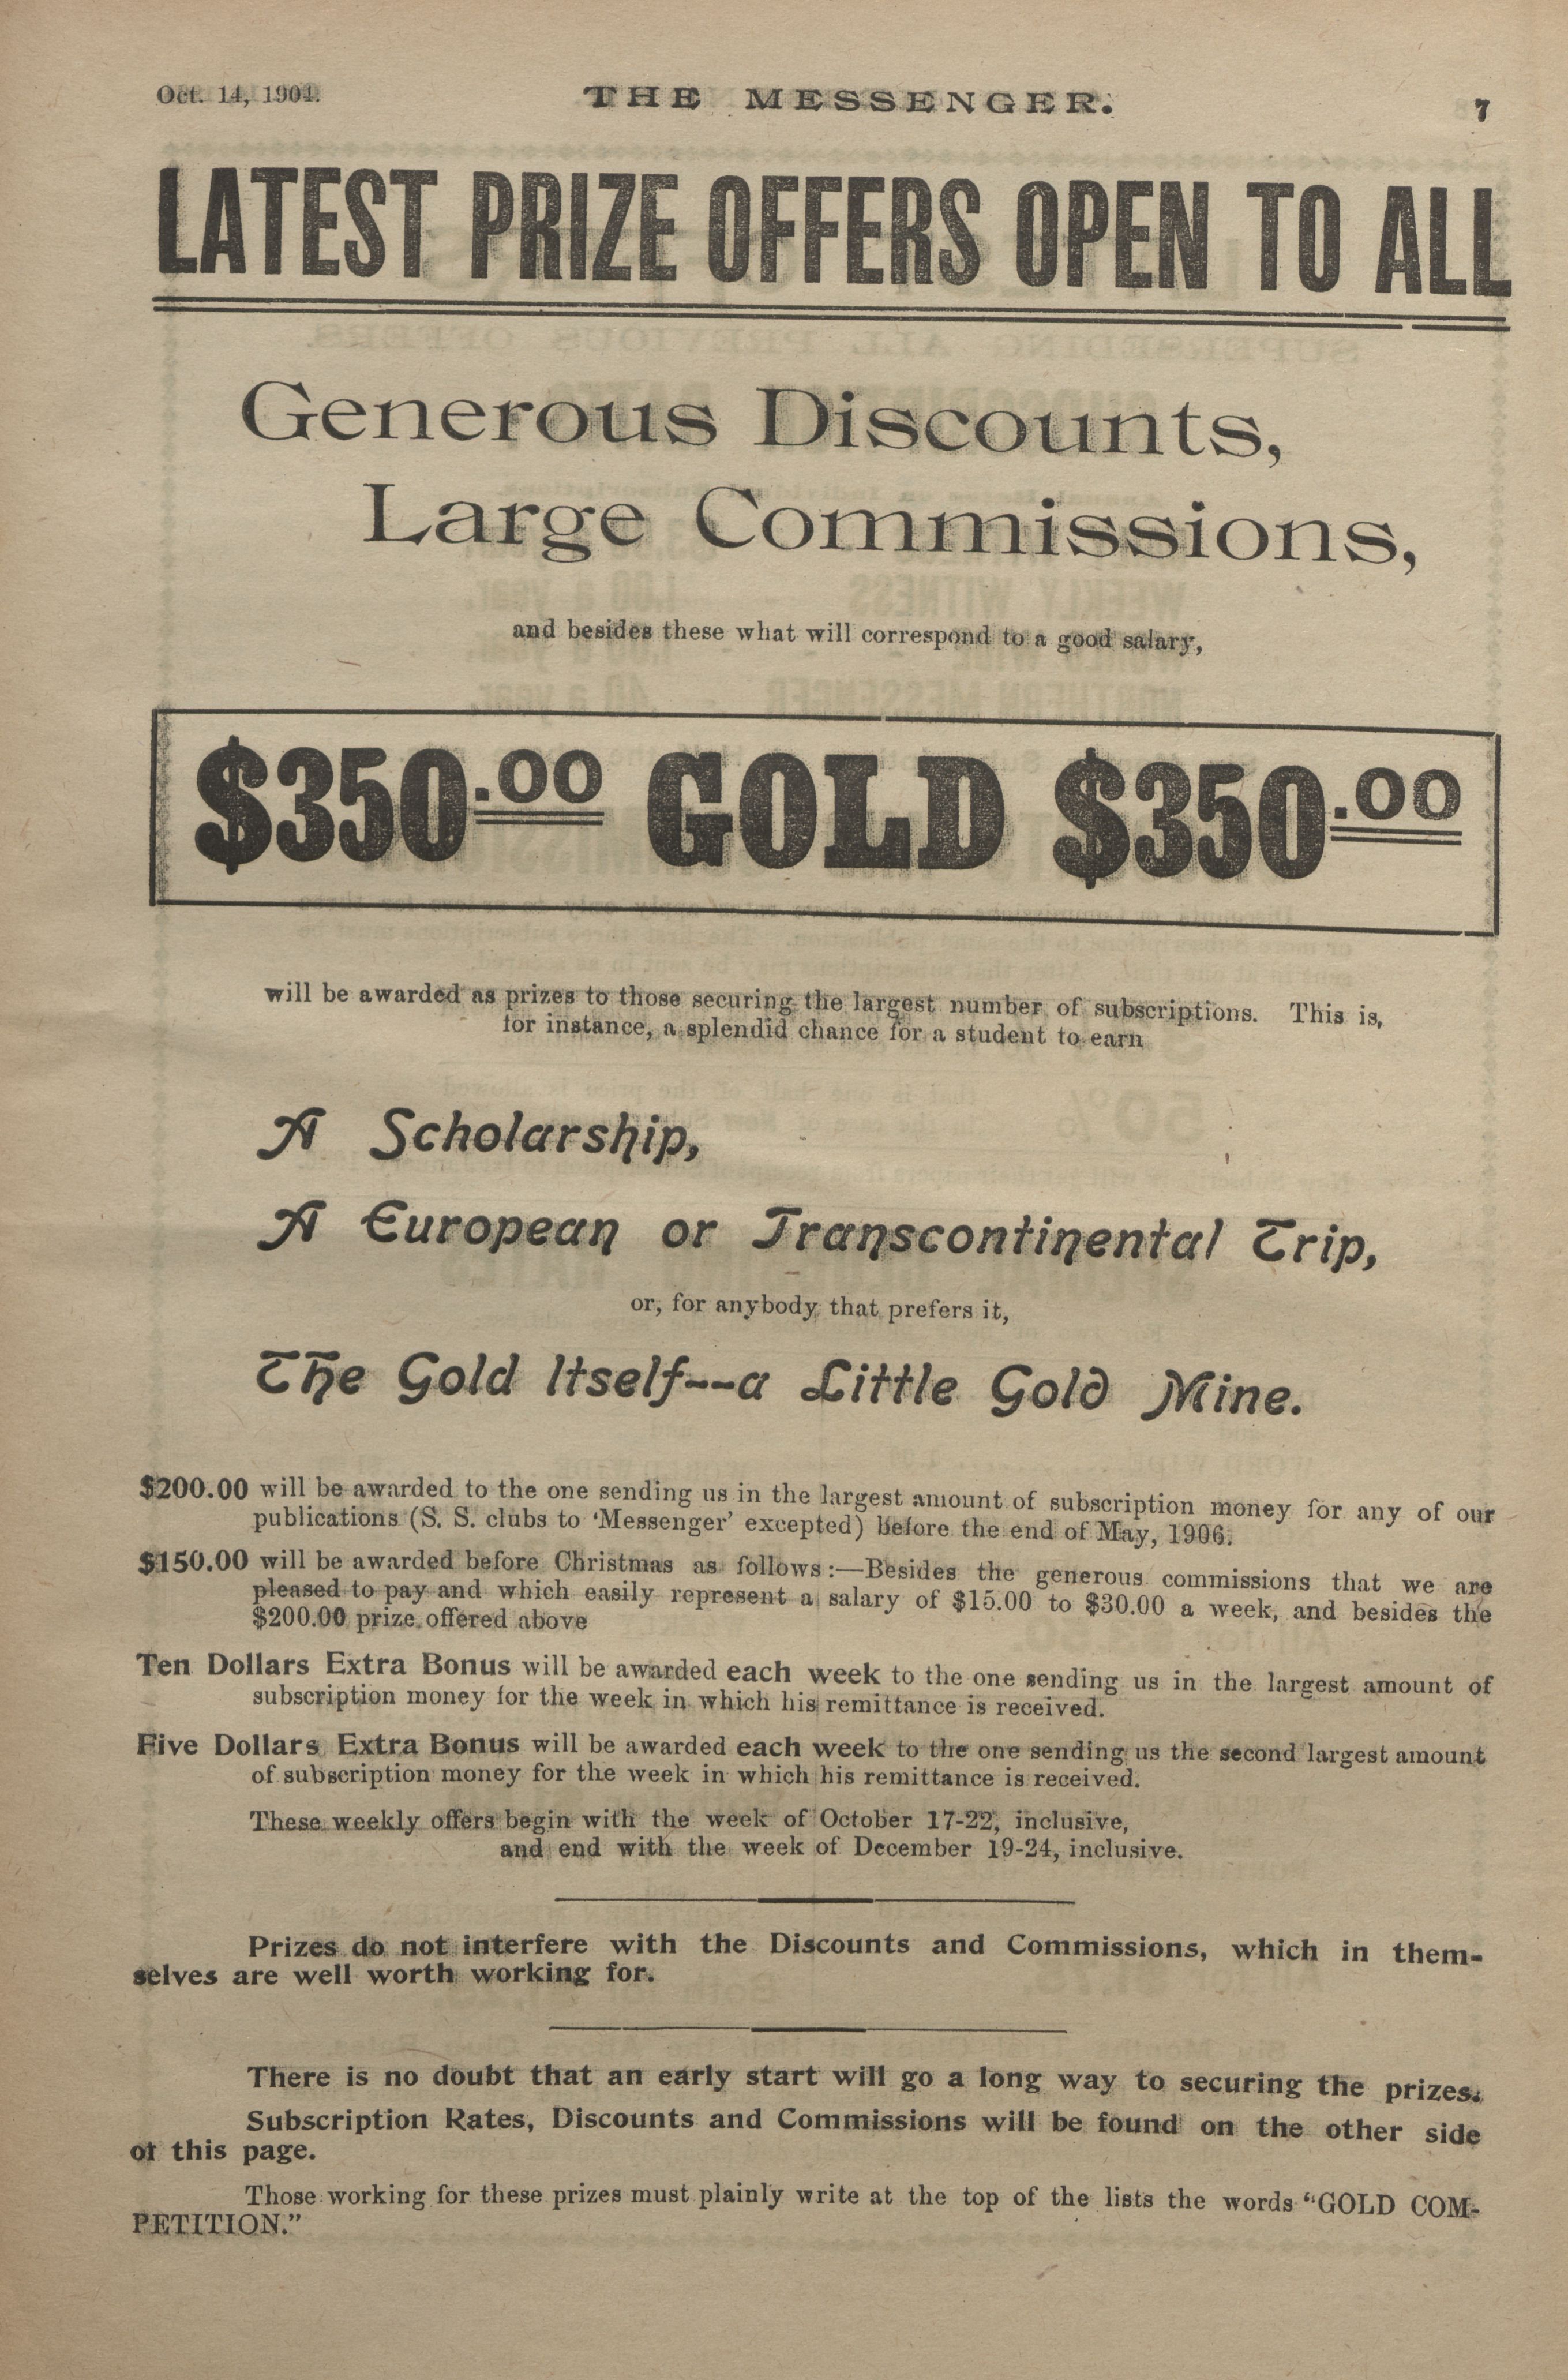 Oct. 14, 1904. THE MESSENGER. 7
LATEST PRIZE OFFERS OPEN TO ALL
Generous Discounts,
Large Commissions,
and besides these what will correspond to a good salary,
$350.00 GOLD $350.00
will be awarded as prizes to those securing the largest number of subscriptions. This is,
for instance, a splendid chance for a student to earn
A Scholarship,
A European or Transcontinental Trip,
or, for anybody that prefers it,
The Gold Itself--a Little Gold Mine.
$200.00 will be awarded to the one sending us in the largest amount of subscription money for any of our
publications (S. S. clubs to ‘Messenger’ excepted) before the end of May, 1906.
$150.00 will be awarded before Christmas as follows:—Besides the generous commissions that we are
pleased to pay and which easily represent a salary of $15.00 to $30.00 a week, and besides the
$200.00 prize offered above
Ten Dollars Extra Bonus will be awarded each week to the one sending us in the largest amount of
subscription money for the week in which his remittance is received.
Five Dollars Extra Bonus will be awarded each week to the one sending us the second largest amount
of subscription money for the week in which his remittance is received.
These weekly offers begin with the week of October 17-22, inclusive,
and end with the week of December 19-24, inclusive.
Prizes do not interfere with the Discounts and Commissions, which in them-
selves are well worth working for.
There is no doubt that an early start will go a long way to securing the prizes.
Subscription Rates, Discounts and Commissions will be found on the other side
of this page.
Those working for these prizes must plainly write at the top of the lists the words “GOLD COM-
PETITION.”